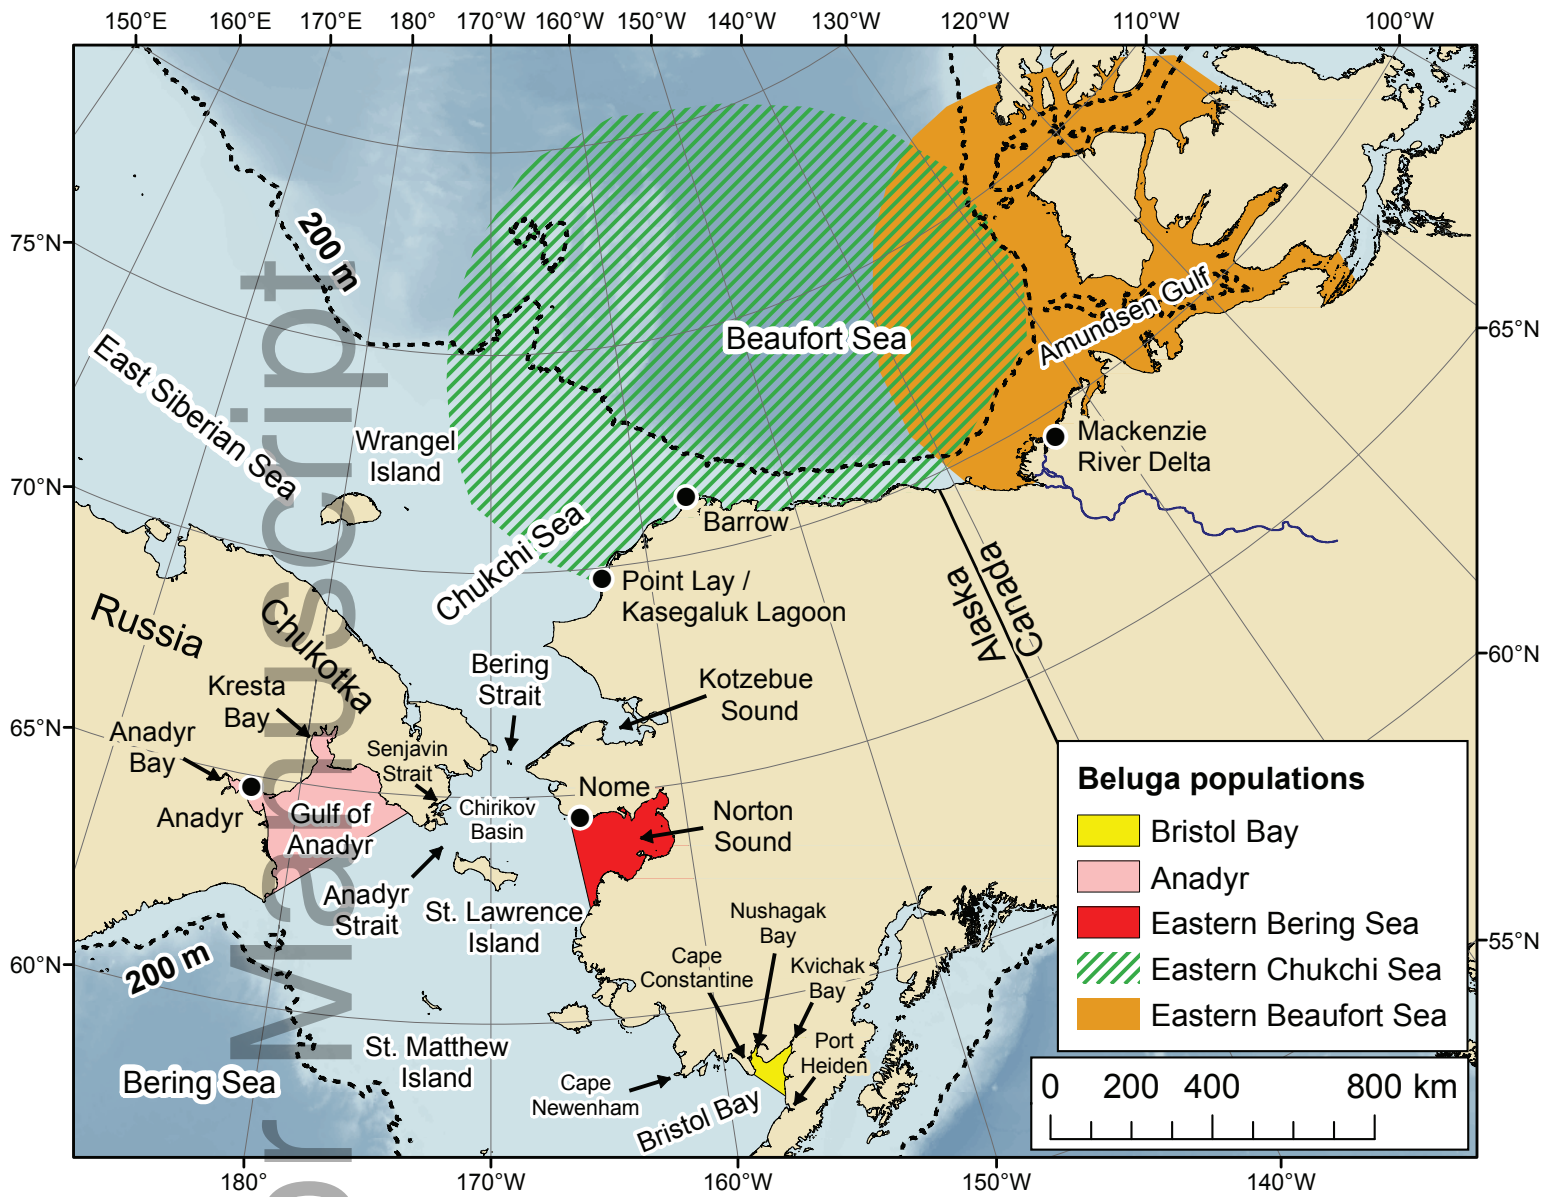 150°E 160°E 170°E 180° 170°W 160°W 150°W 140°W 130°W 120°W 110°W 100°W
75°N
200 m
65°N
Beaufort Sea
Amundsen Gulf
East Siberian Sea
Wrangel
Island
Mackenzie
River Delta
70°N
Barrow
Chukchi Sea
Point Lay /
Kasegaluk Lagoon
Alaska
Canada
Russia
Chukotka
60°N
Bering
Strait
Kotzebue
Sound
Kresta
Bay
65°N
Anadyr
Bay
Senjavin
Strait
Anadyr
Gulf of
Anadyr
Chirikov
Basin
Nome
Norton
Sound
Anadyr
Strait
St. Lawrence
Island
Nushagak
Bay
Cape
Constantine
Kvichak
Bay
Port
Heiden
55°N
60°N
200 m
St. Matthew
Island
Bering Sea
Cape
Newenham
Bristol Bay
Beluga populations
Bristol Bay
Anadyr
Eastern Bering Sea
Eastern Chukchi Sea
Eastern Beaufort Sea
0 200 400 800 km
180° 170°W 160°W 150°W 140°W
r Manuscript